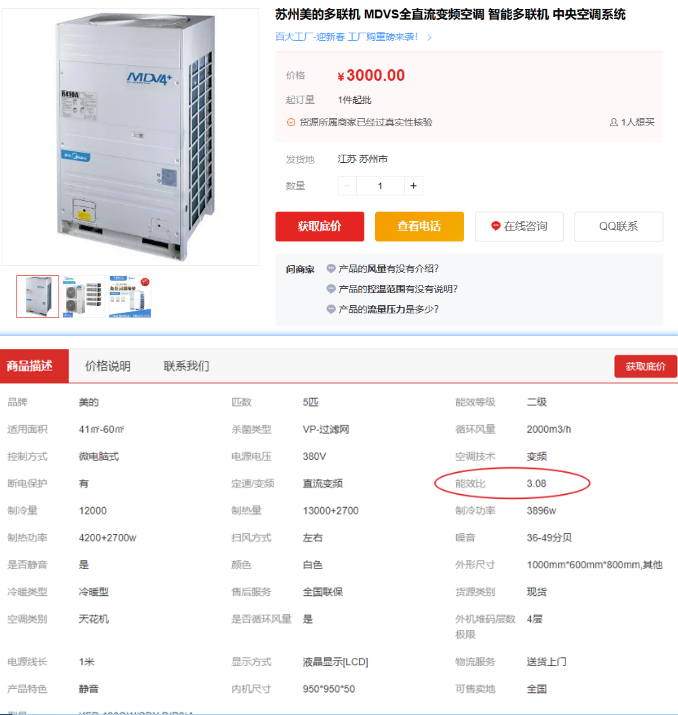 苏州美的多联机 MDVS全直流变频空调 智能多联机 中央空调系统
百大工厂-迎新春 工厂购重磅来袭!
价格 ¥3000.00
起订量 1件起批
货源所属商家已经过真实性核验 1人想买
发货地 江苏 苏州市
数量 − 1 +
获取底价 查看电话 在线咨询 QQ联系
问商家 产品的风量有没有介绍?
产品的控温范围有没有说明?
产品的流量压力是多少?
MDV4+
R410A
商品描述 价格说明 联系我们 获取底价
品牌 美的 匹数 5匹 能效等级 二级
适用面积 41㎡-60㎡ 杀菌类型 VP-过滤网 循环风量 2000m3/h
控制方式 微电脑式 电源电压 380V 空调技术 变频
断电保护 有 定速/变频 直流变频 能效比 3.08
制冷量 12000 制热量 13000+2700 制冷功率 3896w
制热功率 4200+2700w 扫风方式 左右 噪音 36-49分贝
是否静音 是 颜色 白色 外形尺寸 1000mm*600mm*800mm,其他
冷暖类型 冷暖型 售后服务 全国联保 货源类别 现货
空调类别 天花机 是否循环风量 是 外机堆码层数 4层
极限
电源线长 1米 显示方式 液晶显示[LCD] 物流服务 送货上门
产品特色 静音 内机尺寸 950*950*50 可售卖地 全国